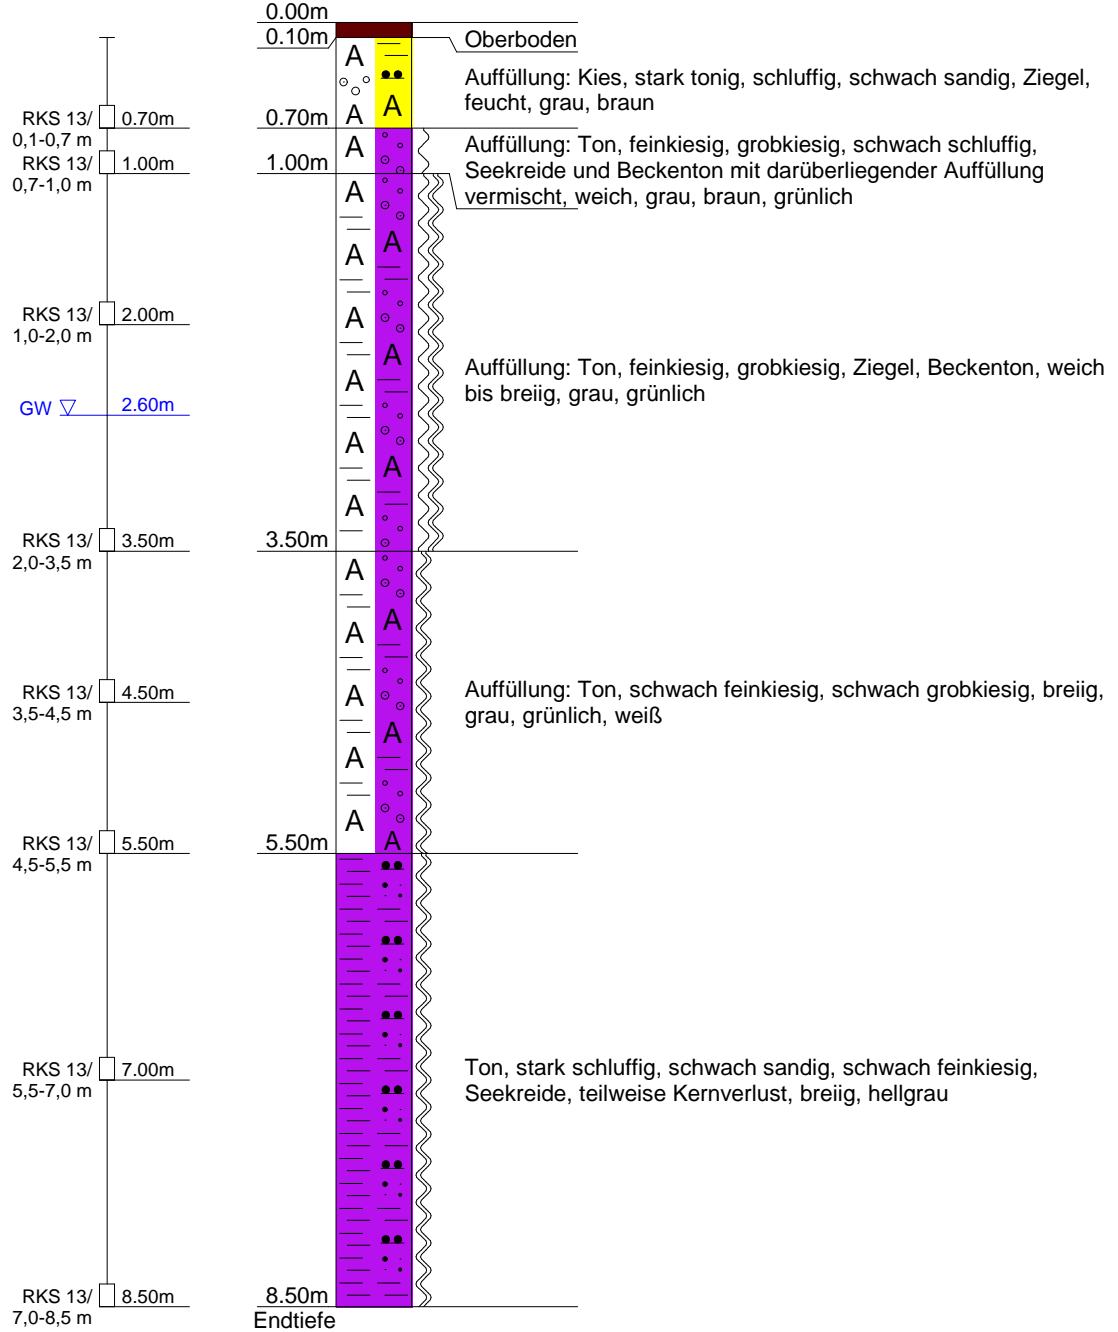 0.00m
0.10m
Oberboden
A
A
A
Auffüllung: Kies, stark tonig, schluffig, schwach sandig, Ziegel,
feucht, grau, braun
RKS 13/
0,1-0,7 m
0.70m
0.70m
RKS 13/
0,7-1,0 m
1.00m
1.00m
A
Auffüllung: Ton, feinkiesig, grobkiesig, schwach schluffig,
Seekreide und Beckenton mit darüberliegender Auffüllung
vermischt, weich, grau, braun, grünlich
A
A
A
A
A
A
A
A
A
RKS 13/
1,0-2,0 m
2.00m
GW
2.60m
Auffüllung: Ton, feinkiesig, grobkiesig, Ziegel, Beckenton, weich
bis breiig, grau, grünlich
RKS 13/
2,0-3,5 m
3.50m
3.50m
A
A
A
A
A
A
A
A
RKS 13/
3,5-4,5 m
4.50m
Auffüllung: Ton, schwach feinkiesig, schwach grobkiesig, breiig,
grau, grünlich, weiß
RKS 13/
4,5-5,5 m
5.50m
5.50m
RKS 13/
5,5-7,0 m
7.00m
Ton, stark schluffig, schwach sandig, schwach feinkiesig,
Seekreide, teilweise Kernverlust, breiig, hellgrau
RKS 13/
7,0-8,5 m
8.50m
8.50m
Endtiefe